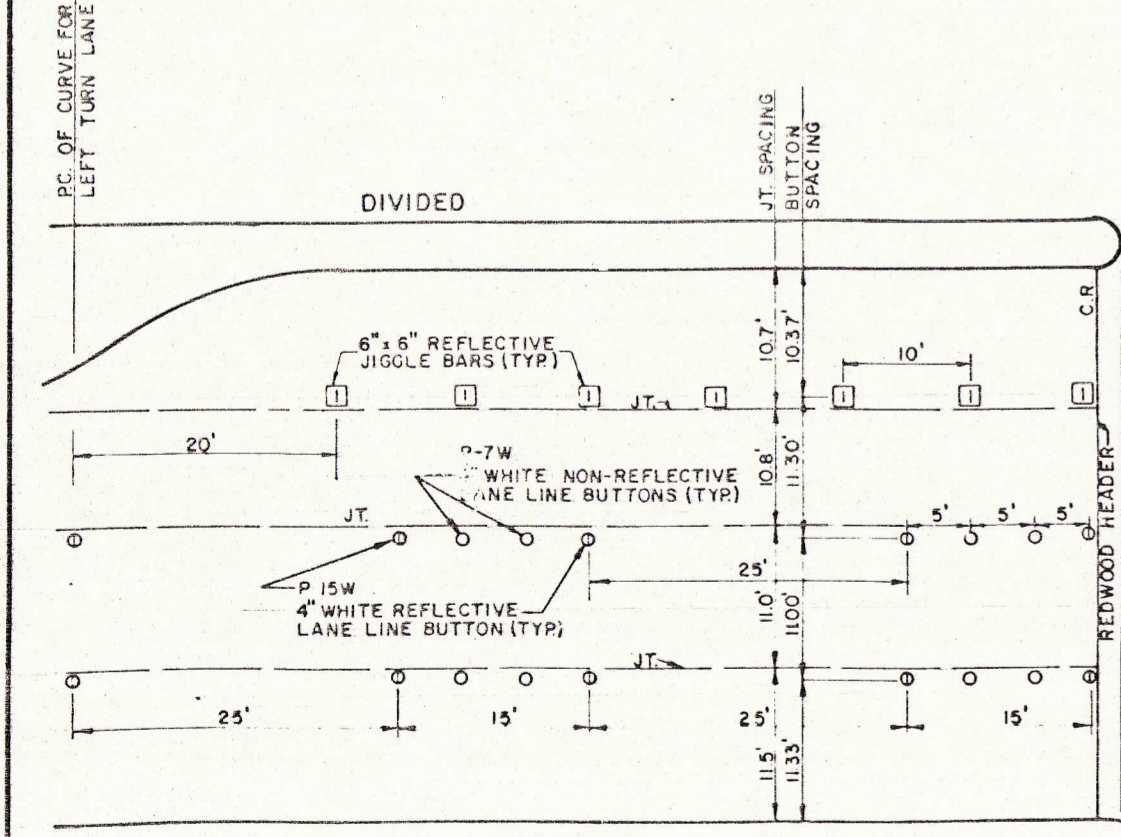 P.C. OF CURVE FOR
LEFT TURN LANE
DIVIDED
JT. SPACING
BUTTON
SPACING
6"x 6" REFLECTIVE
JIGGLE BARS (TYP.)
10.7'
10.37'
10'
C.R.
JT.
20'
-7W
WHITE NON-REFLECTIVE
LANE LINE BUTTONS (TYP.)
10.8'
11.30'
JT.
5'
5'
5'
25'
P 15W
4" WHITE REFLECTIVE
LANE LINE BUTTON (TYP.)
11.0'
11.00'
REDWOOD HEADER
JT.
25'
15'
25'
15'
11.5'
11.33'